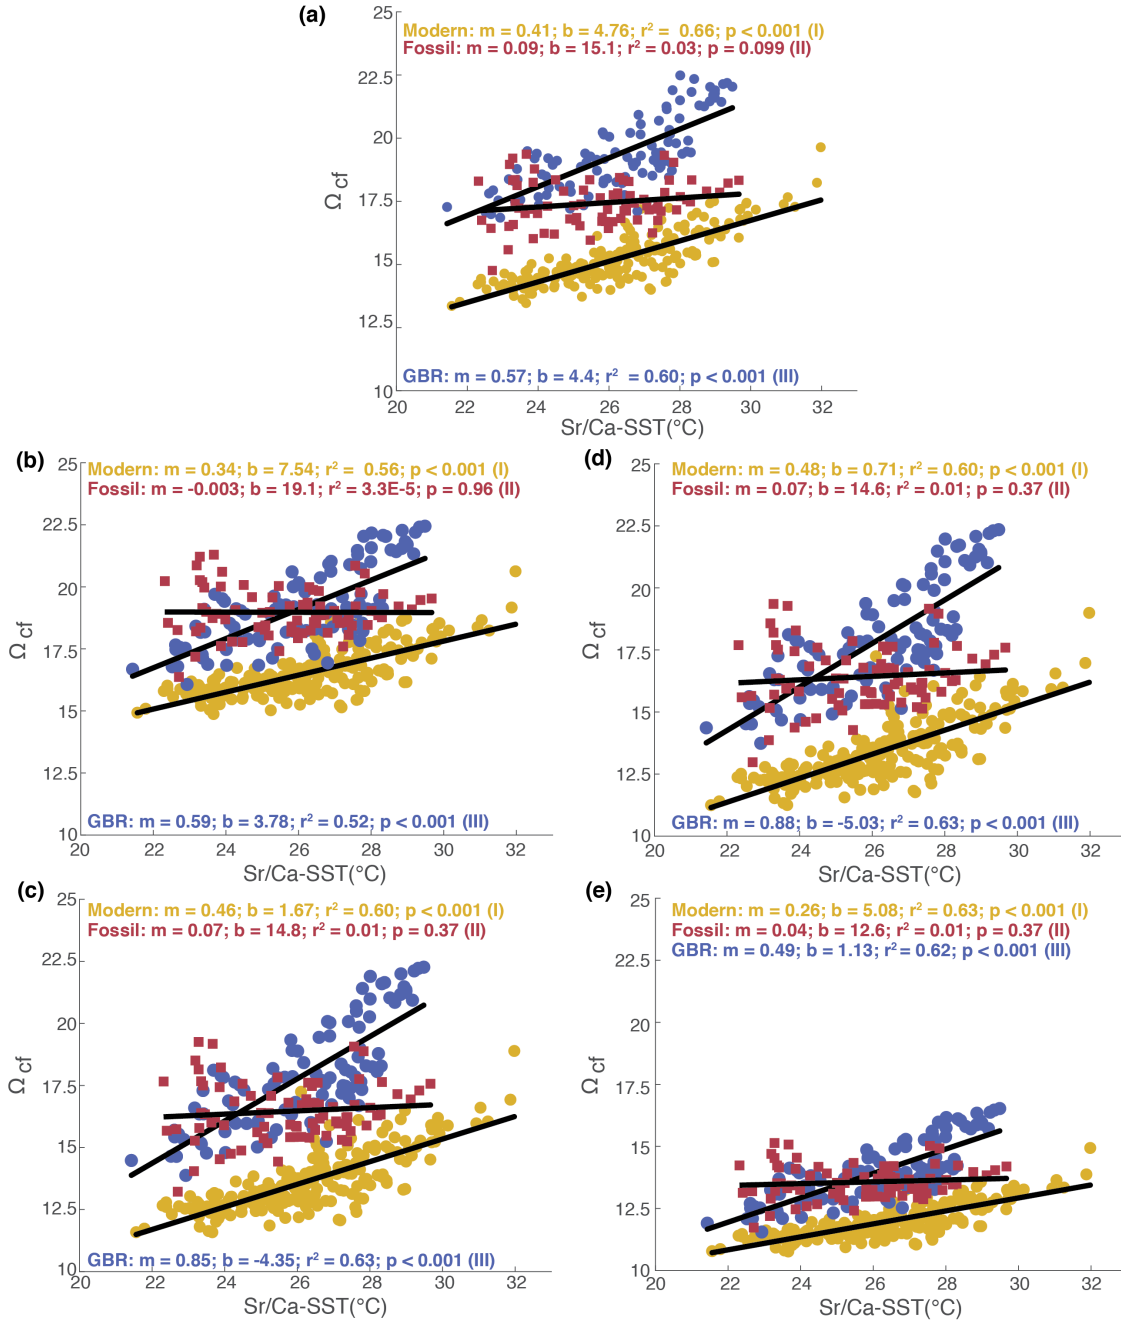 (a)
25
Modern: m = 0.41; b = 4.76; r² = 0.66; p < 0.001 (I)
Fossil: m = 0.09; b = 15.1; r² = 0.03; p = 0.099 (II)
22.5
20
Ω cf
17.5
15
12.5
GBR: m = 0.57; b = 4.4; r² = 0.60; p < 0.001 (III)
10
20 22 24 26 28 30 32
Sr/Ca-SST(°C)
(b)
25
Modern: m = 0.34; b = 7.54; r² = 0.56; p < 0.001 (I)
Fossil: m = -0.003; b = 19.1; r² = 3.3E-5; p = 0.96 (II)
22.5
20
Ω cf
17.5
15
12.5
GBR: m = 0.59; b = 3.78; r² = 0.52; p < 0.001 (III)
10
20 22 24 26 28 30 32
Sr/Ca-SST(°C)
(d)
25
Modern: m = 0.48; b = 0.71; r² = 0.60; p < 0.001 (I)
Fossil: m = 0.07; b = 14.6; r² = 0.01; p = 0.37 (II)
22.5
20
Ω cf
17.5
15
12.5
GBR: m = 0.88; b = -5.03; r² = 0.63; p < 0.001 (III)
10
20 22 24 26 28 30 32
Sr/Ca-SST(°C)
(c)
25
Modern: m = 0.46; b = 1.67; r² = 0.60; p < 0.001 (I)
Fossil: m = 0.07; b = 14.8; r² = 0.01; p = 0.37 (II)
22.5
20
Ω cf
17.5
15
12.5
GBR: m = 0.85; b = -4.35; r² = 0.63; p < 0.001 (III)
10
20 22 24 26 28 30 32
Sr/Ca-SST(°C)
(e)
25
Modern: m = 0.26; b = 5.08; r² = 0.63; p < 0.001 (I)
Fossil: m = 0.04; b = 12.6; r² = 0.01; p = 0.37 (II)
GBR: m = 0.49; b = 1.13; r² = 0.62; p < 0.001 (III)
22.5
20
Ω cf
17.5
15
12.5
10
20 22 24 26 28 30 32
Sr/Ca-SST(°C)